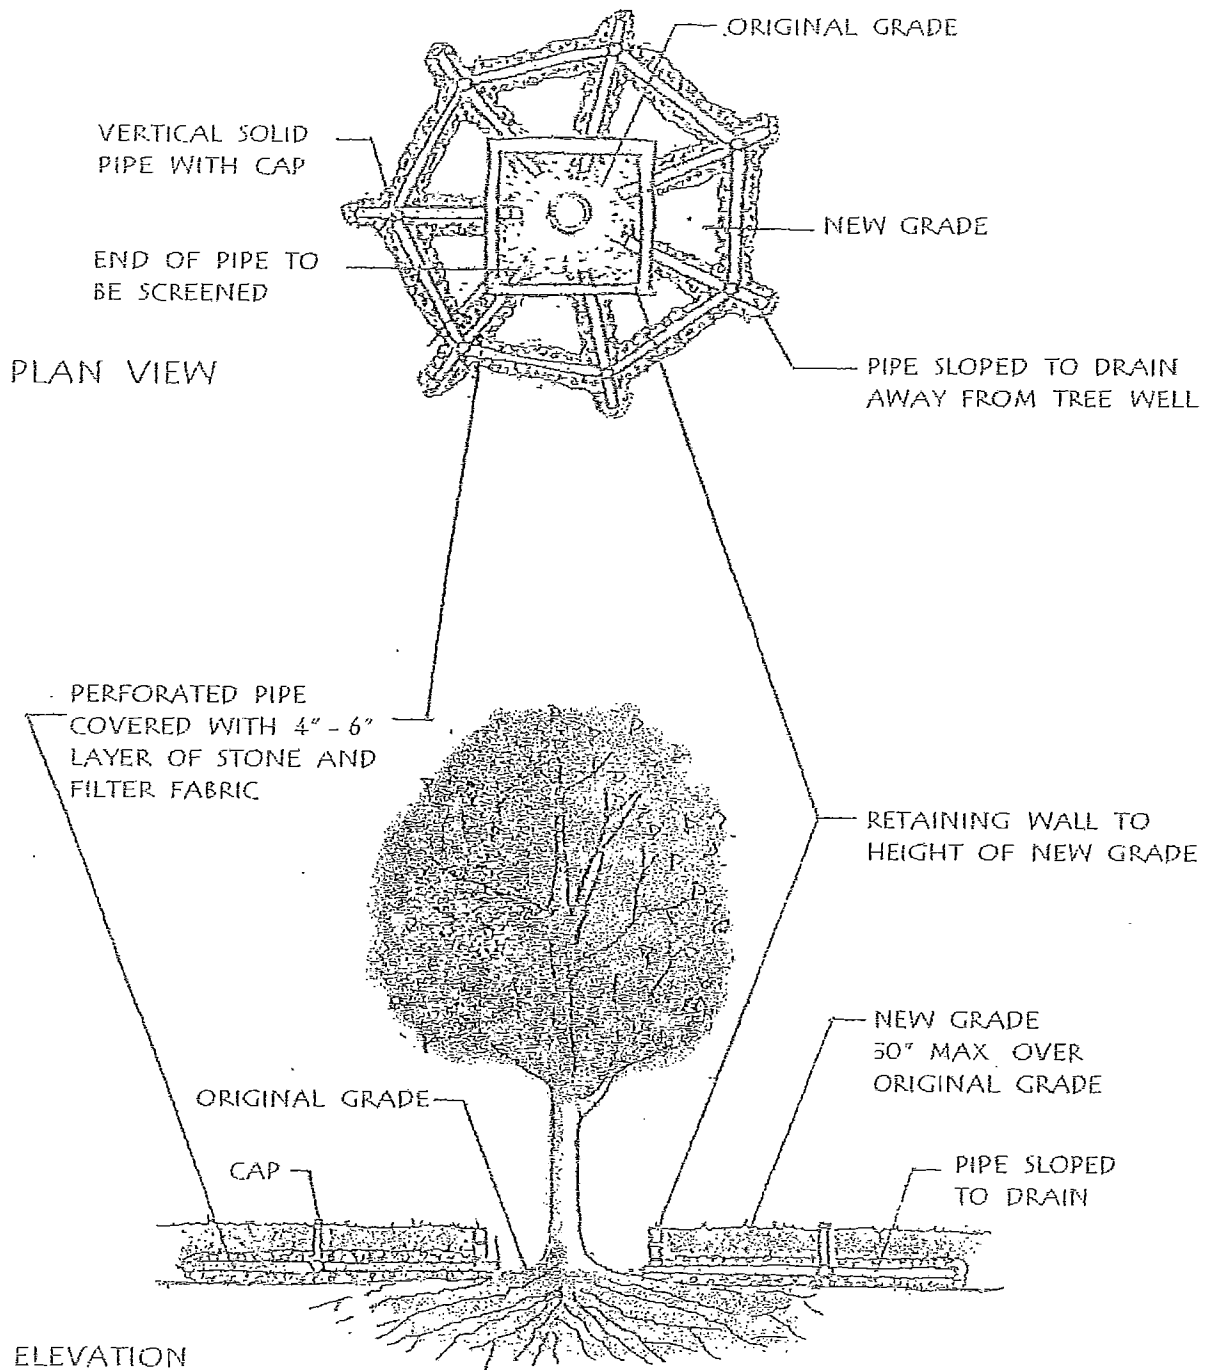 ORIGINAL GRADE
VERTICAL SOLID
PIPE WITH CAP
NEW GRADE
END OF PIPE TO
BE SCREENED
PLAN VIEW
PIPE SLOPED TO DRAIN
AWAY FROM TREE WELL
PERFORATED PIPE
COVERED WITH 4" - 6"
LAYER OF STONE AND
FILTER FABRIC
RETAINING WALL TO
HEIGHT OF NEW GRADE
NEW GRADE
MAX. OVER
ORIGINAL GRADE
ORIGINAL GRADE
CAP
PIPE SLOPED
TO DRAIN
ELEVATION